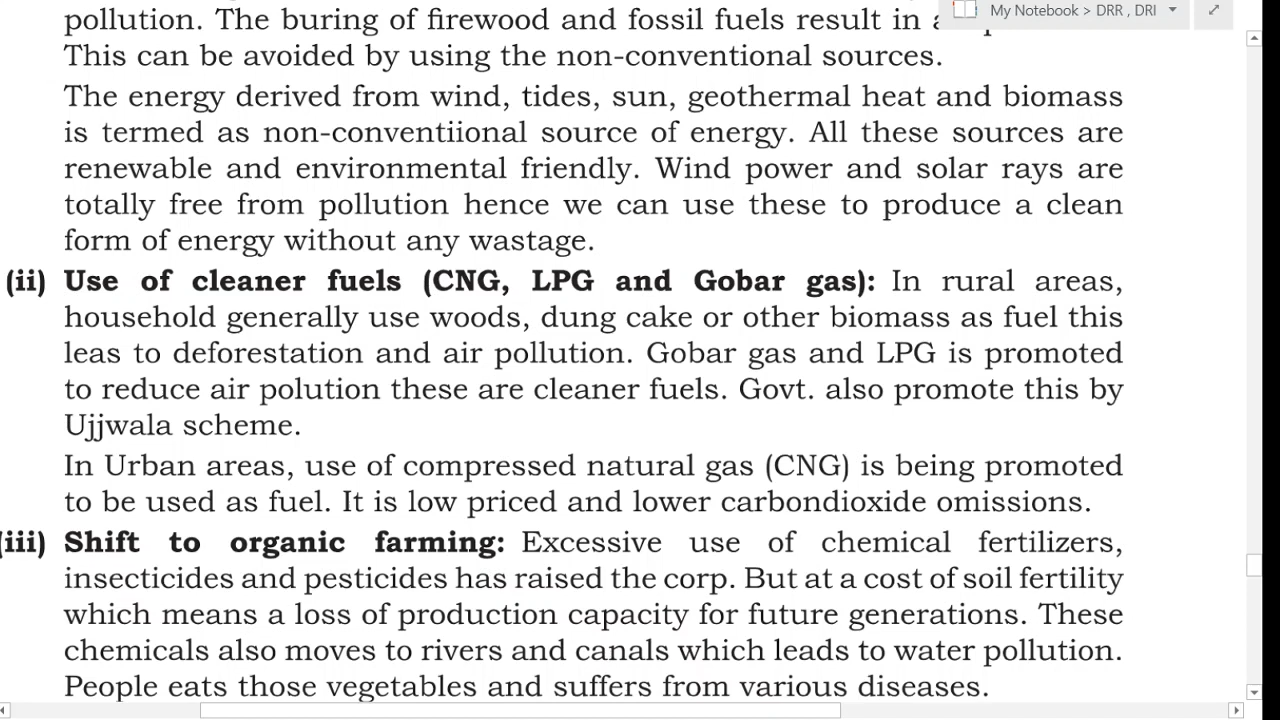 My Notebook > DRR , DRI
pollution. The buring of firewood and fossil fuels result in
This can be avoided by using the non-conventional sources.
The energy derived from wind, tides, sun, geothermal heat and biomass
is termed as non-conventiional source of energy. All these sources are
renewable and environmental friendly. Wind power and solar rays are
totally free from pollution hence we can use these to produce a clean
form of energy without any wastage.
(ii) Use of cleaner fuels (CNG, LPG and Gobar gas): In rural areas,
household generally use woods, dung cake or other biomass as fuel this
leas to deforestation and air pollution. Gobar gas and LPG is promoted
to reduce air polution these are cleaner fuels. Govt. also promote this by
Ujjwala scheme.
In Urban areas, use of compressed natural gas (CNG) is being promoted
to be used as fuel. It is low priced and lower carbondioxide omissions.
(iii) Shift to organic farming: Excessive use of chemical fertilizers,
insecticides and pesticides has raised the corp. But at a cost of soil fertility
which means a loss of production capacity for future generations. These
chemicals also moves to rivers and canals which leads to water pollution.
People eats those vegetables and suffers from various diseases.